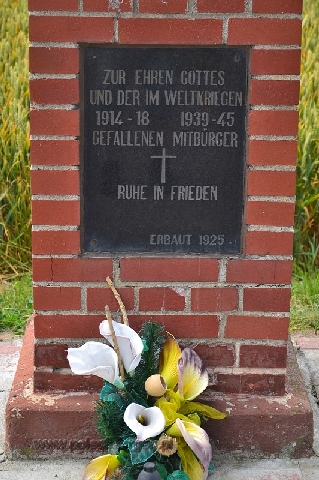 ZUR EHREN GOTTES
UND DER IM WELTKRIEGEN
1914-18 1939-45
GEFALLENEN MITBÜRGER
RUHE IN FRIEDEN
ERBAUT 1925